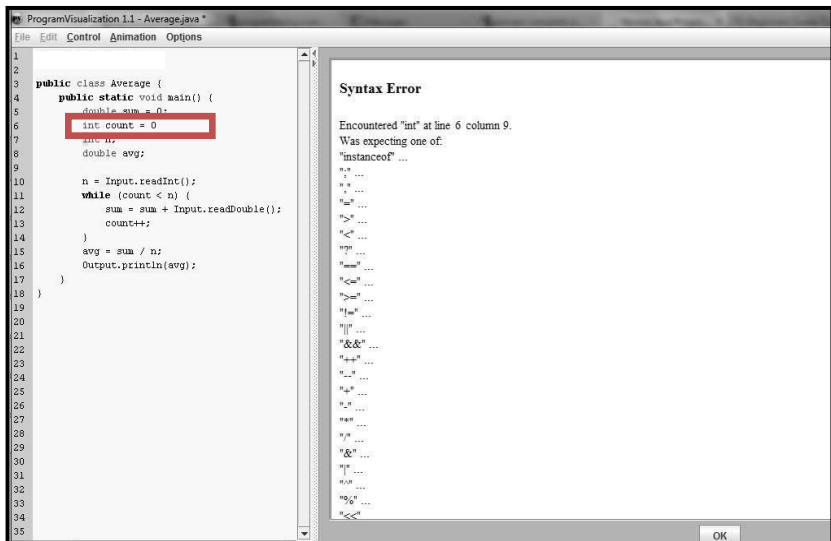 ProgramVisualization 1.1 - Average.java *
File Edit Control Animation Options
1
2
3 public class Average {
4 public static void main() {
5 double sum = 0;
6 int count = 0
7 int n;
8 double avg;
9
10 n = Input.readInt();
11 while (count < n) {
12 sum = sum + Input.readDouble();
13 count++;
14 }
15 avg = sum / n;
16 Output.println(avg);
17 }
18 }
19
20
21
22
23
24
25
26
27
28
29
30
31
32
33
34
35
Syntax Error
Encountered "int" at line 6 column 9.
Was expecting one of:
"instanceof" ...
";" ...
"," ...
"=" ...
">" ...
"<" ...
"?" ...
"==" ...
"<=" ...
">=" ...
"!=" ...
"||" ...
"&&" ...
"++" ...
"--" ...
"+" ...
"-" ...
"*" ...
"/" ...
"&" ...
"|" ...
"^" ...
"%" ...
"<<"
OK